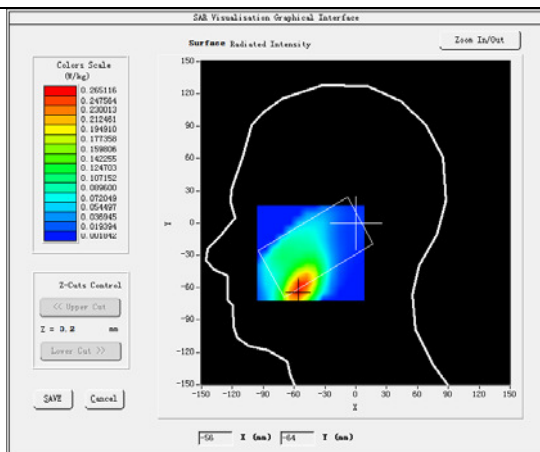 SAR Visualisation Graphical Interface
Surface Radiated Intensity
Zoom In/Out
Colors Scale
(W/kg)
0.265116
0.247564
0.230013
0.212461
0.194910
0.177358
0.159806
0.142255
0.124703
0.107152
0.089600
0.072049
0.054497
0.036945
0.019394
0.001842
150
120
90
60
30
0
-30
-60
-90
-120
-150
Y
-150 -120 -90 -60 -30 0 30 60 90 120 150
X
Z-Cuts Control
<< Upper Cut
Z = 3.2 mm
Lower Cut >>
SAVE Cancel
-56 X (mm) -64 Y (mm)